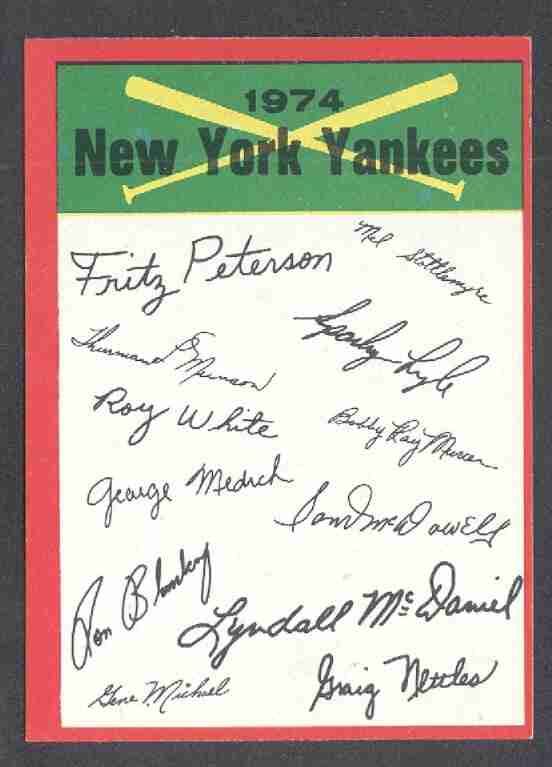 1974
New York Yankees
Fritz Peterson
Mel Stottlemyre
Thurman Munson
Sparky Lyle
Roy White
Bobby Ray Murcer
George Medich
Sam McDowell
Ron Blomberg
Lyndall McDaniel
Gene Michael
Graig Nettles